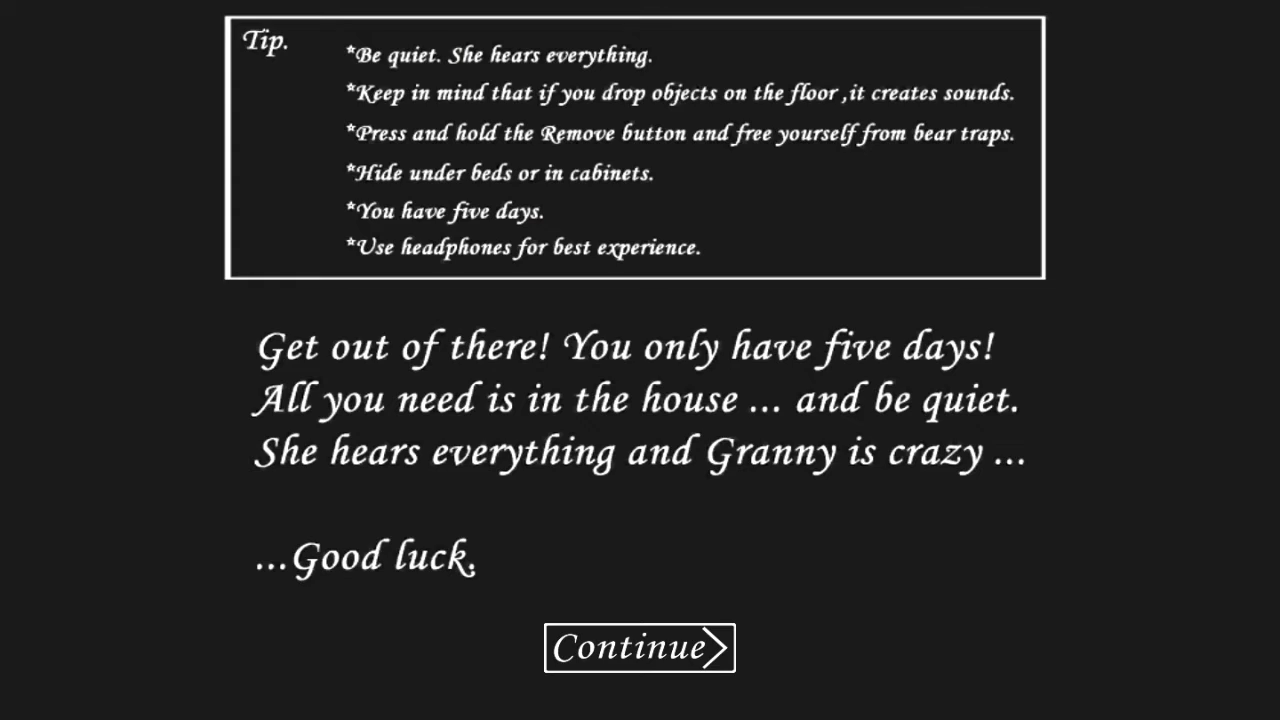 Tip.
*Be quiet. She hears everything.
*Keep in mind that if you drop objects on the floor ,it creates sounds.
*Press and hold the Remove button and free yourself from bear traps.
*Hide under beds or in cabinets.
*You have five days.
*Use headphones for best experience.
Get out of there! You only have five days!
All you need is in the house ... and be quiet.
She hears everything and Granny is crazy ...
...Good luck.
Continue